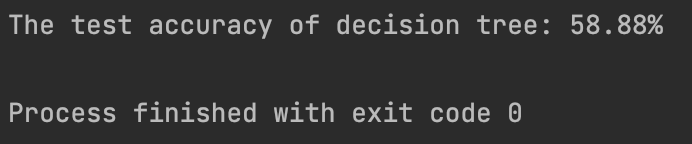 The test accuracy of decision tree: 58.88%
Process finished with exit code 0